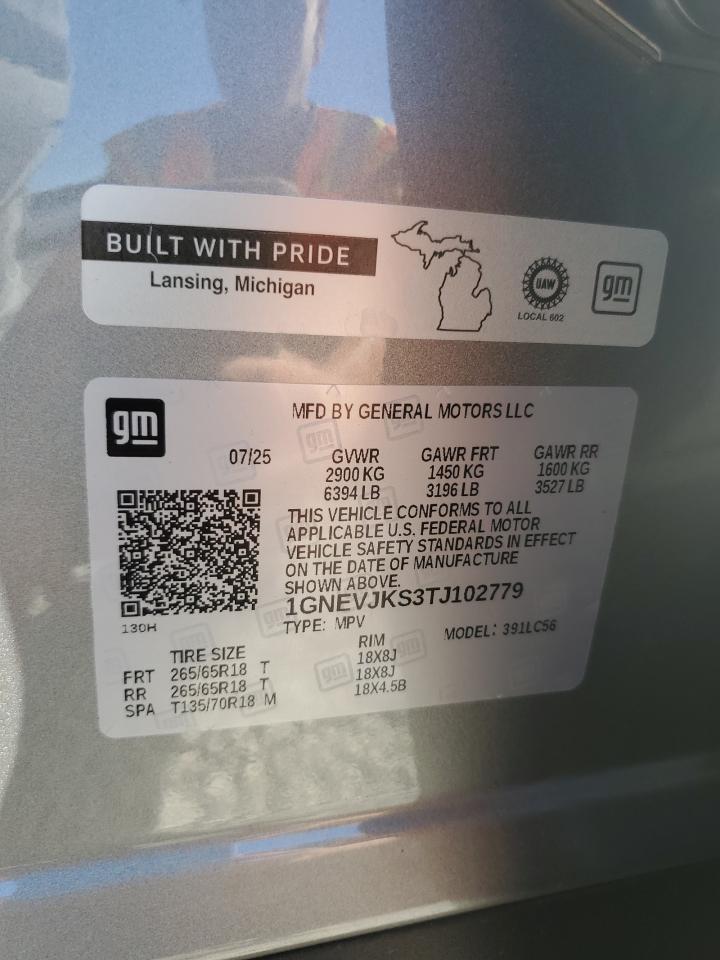 BUILT WITH PRIDE
Lansing, Michigan
UAW
LOCAL 602
gm
gm
MFD BY GENERAL MOTORS LLC
07/25 GVWR GAWR FRT GAWR RR
2900 KG 1450 KG 1600 KG
6394 LB 3196 LB 3527 LB
THIS VEHICLE CONFORMS TO ALL
APPLICABLE U.S. FEDERAL MOTOR
VEHICLE SAFETY STANDARDS IN EFFECT
ON THE DATE OF MANUFACTURE
SHOWN ABOVE.
1GNEVJKS3TJ102779
130H
TYPE: MPV MODEL: 391LC56
TIRE SIZE RIM
FRT 265/65R18 T 18X8J
RR 265/65R18 T 18X8J
SPA T135/70R18 M 18X4.5B